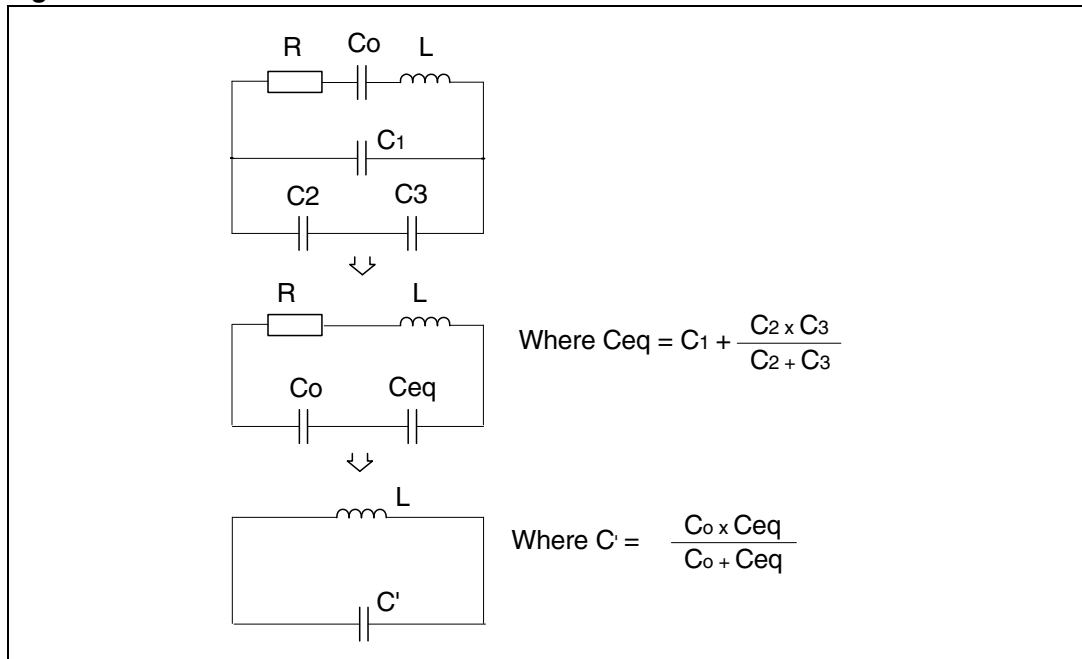 R Co L
C1
C2 C3
R L
Where Ceq = C1 + C2 x C3 / C2 + C3
Co Ceq
L
Where C' = Co x Ceq / Co + Ceq
C'